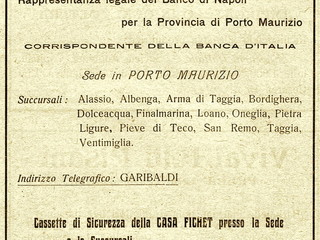 Rappresentanza legale del Banco di Napoli
per la Provincia di Porto Maurizio
CORRISPONDENTE DELLA BANCA D'ITALIA
Sede in PORTO MAURIZIO
Succursali: Alassio, Albenga, Arma di Taggia, Bordighera,
Dolceacqua, Finalmarina, Loano, Oneglia, Pietra
Ligure, Pieve di Teco, San Remo, Taggia,
Ventimiglia.
Indirizzo Telegrafico: GARIBALDI
Cassette di Sicurezza della CASA FICHET presso la Sede
e le Succursali